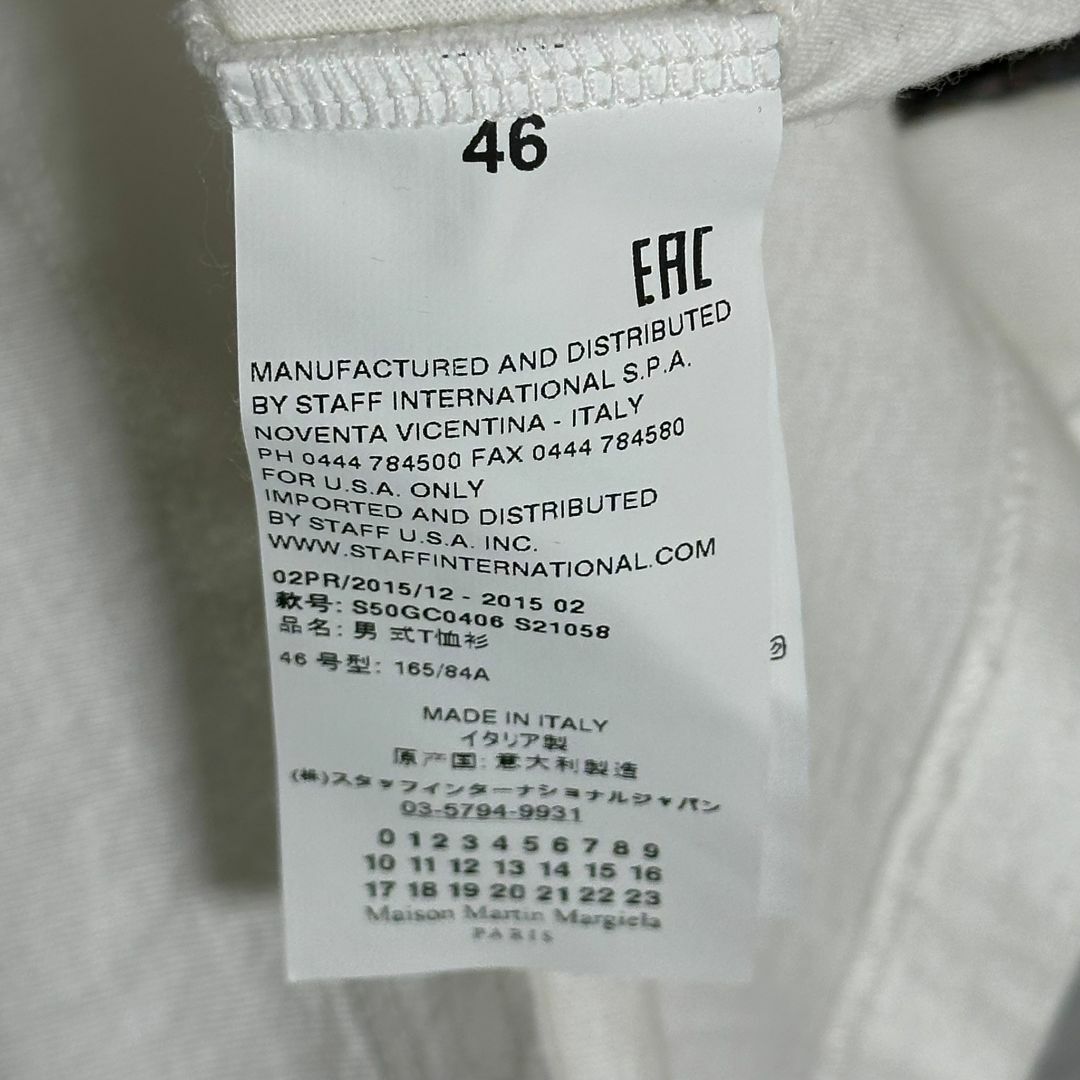 46
EAC
MANUFACTURED AND DISTRIBUTED
BY STAFF INTERNATIONAL S.P.A.
NOVENTA VICENTINA - ITALY
PH 0444 784500 FAX 0444 784580
FOR U.S.A. ONLY
IMPORTED AND DISTRIBUTED
BY STAFF U.S.A. INC.
WWW.STAFFINTERNATIONAL.COM
02PR/2015/12 - 2015 02
款号: S50GC0406 S21058
品名: 男 式T恤衫
46 号型: 165/84A
MADE IN ITALY
イタリア製
原产国: 意大利製造
(株)スタッフインターナショナルジャパン
03-5794-9931
0 1 2 3 4 5 6 7 8 9
10 11 12 13 14 15 16
17 18 19 20 21 22 23
Maison Martin Margiela
PARIS